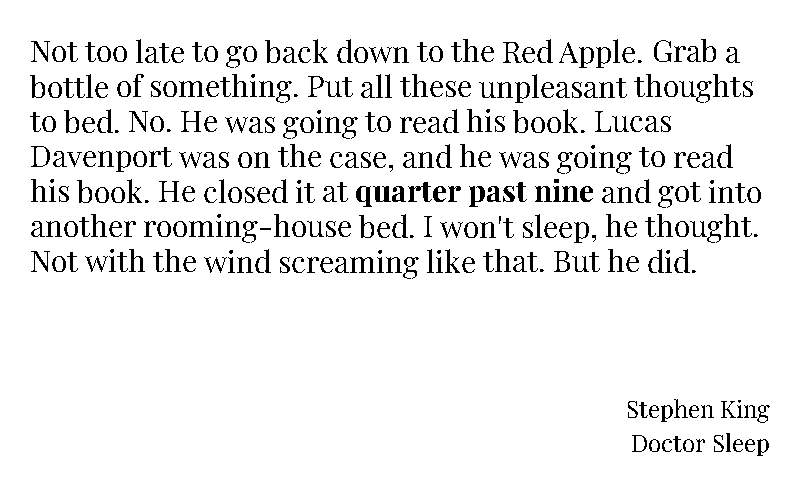 Not too late to go back down to the Red Apple. Grab a
bottle of something. Put all these unpleasant thoughts
to bed. No. He was going to read his book. Lucas
Davenport was on the case, and he was going to read
his book. He closed it at quarter past nine and got into
another rooming-house bed. I won't sleep, he thought.
Not with the wind screaming like that. But he did.
Stephen King
Doctor Sleep